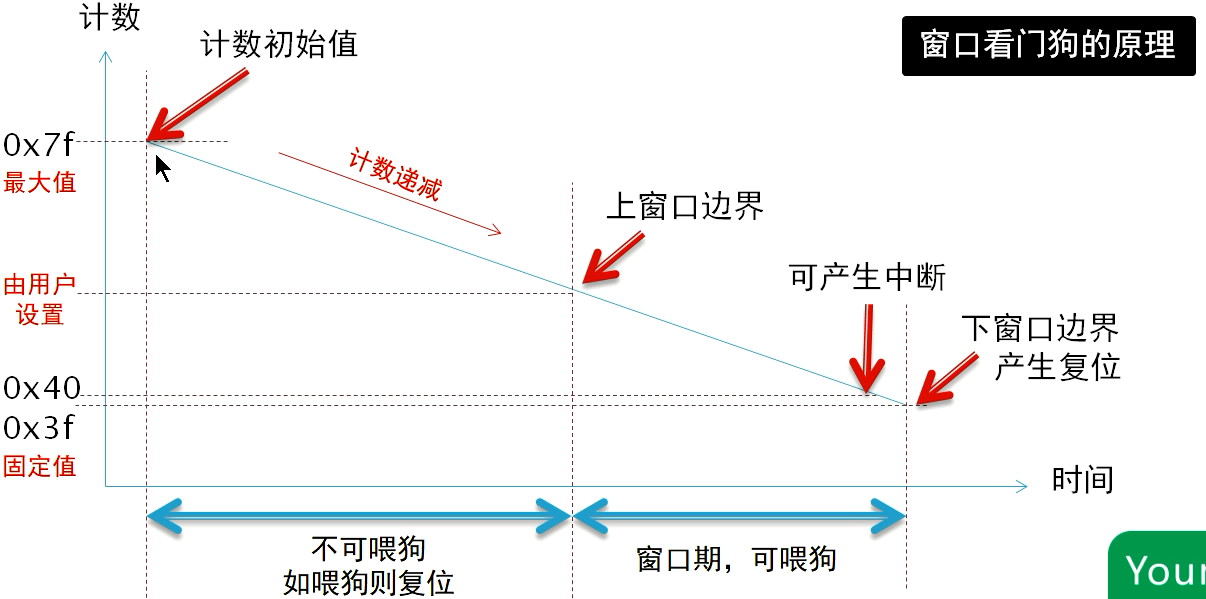 计数
计数初始值
窗口看门狗的原理
0x7f
最大值
计数递减
上窗口边界
由用户
设置
可产生中断
下窗口边界
产生复位
0x40
0x3f
固定值
时间
不可喂狗
如喂狗则复位
窗口期，可喂狗
Your